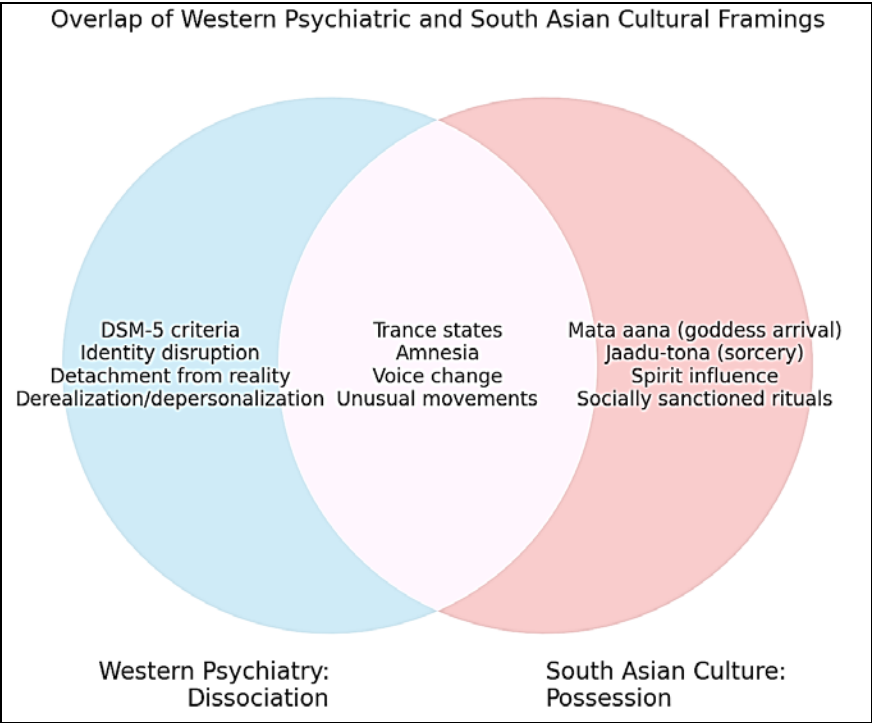 Overlap of Western Psychiatric and South Asian Cultural Framings
DSM-5 criteria
Identity disruption
Detachment from reality
Derealization/depersonalization
Trance states
Amnesia
Voice change
Unusual movements
Mata aana (goddess arrival)
Jaadu-tona (sorcery)
Spirit influence
Socially sanctioned rituals
Western Psychiatry:
Dissociation
South Asian Culture:
Possession